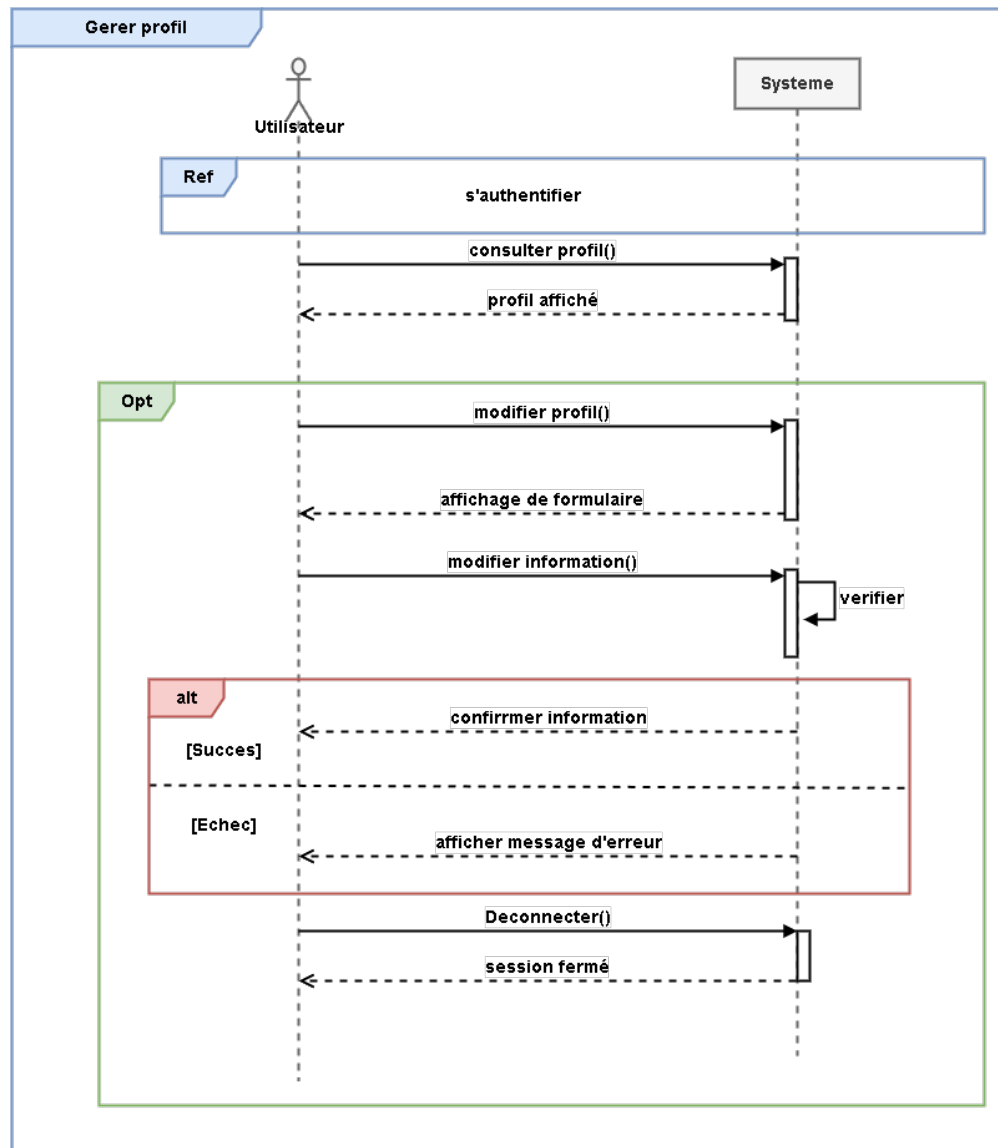 Gerer profil
Systeme
Utilisateur
Ref
s'authentifier
consulter profil()
profil affiché
Opt
modifier profil()
affichage de formulaire
modifier information()
verifier
alt
confirrmer information
[Succes]
[Echec]
afficher message d'erreur
Deconnecter()
session fermé